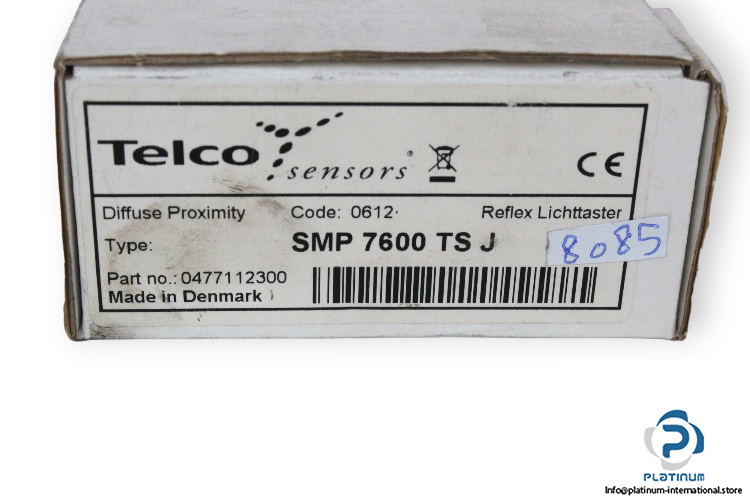 Telco sensors®
CE
Diffuse Proximity Code: 0612· Reflex Lichttaster
Type: SMP 7600 TS J
8085
Part no.: 0477112300
Made in Denmark
PLATINUM
Info@platinum-international.store